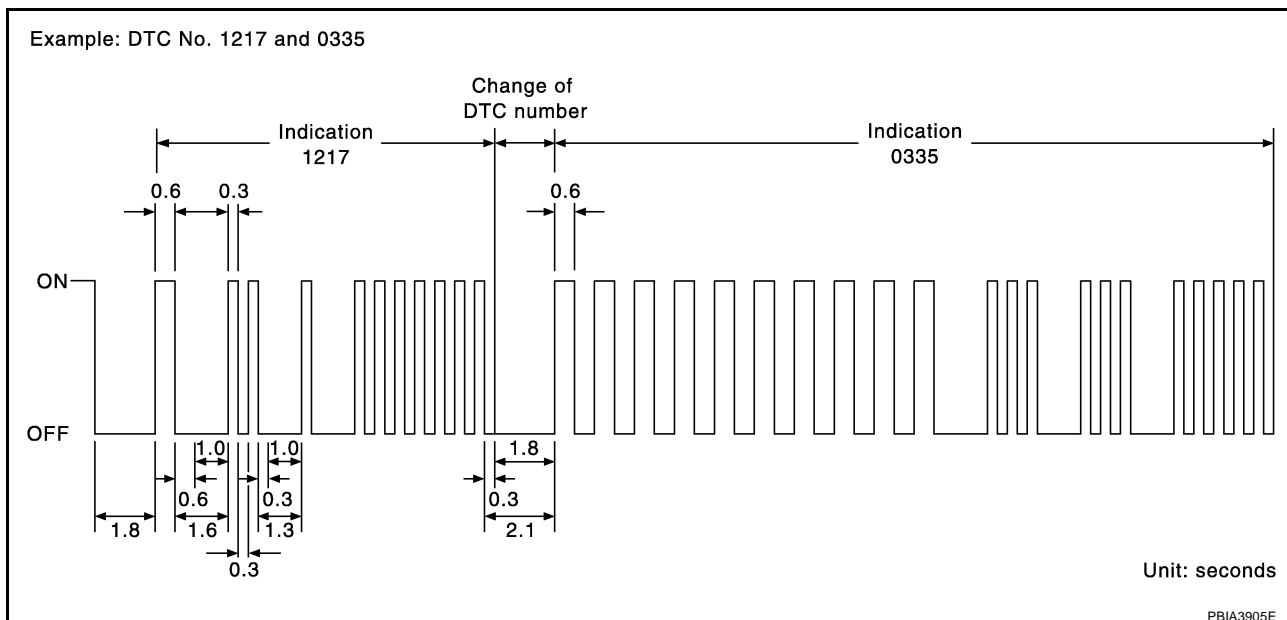 Example: DTC No. 1217 and 0335
Change of
DTC number
Indication
1217
Indication
0335
0.6
0.3
0.6
ON
OFF
1.0
1.0
1.8
0.6
0.3
0.3
1.8
1.6
1.3
2.1
0.3
Unit: seconds
PBIA3905E